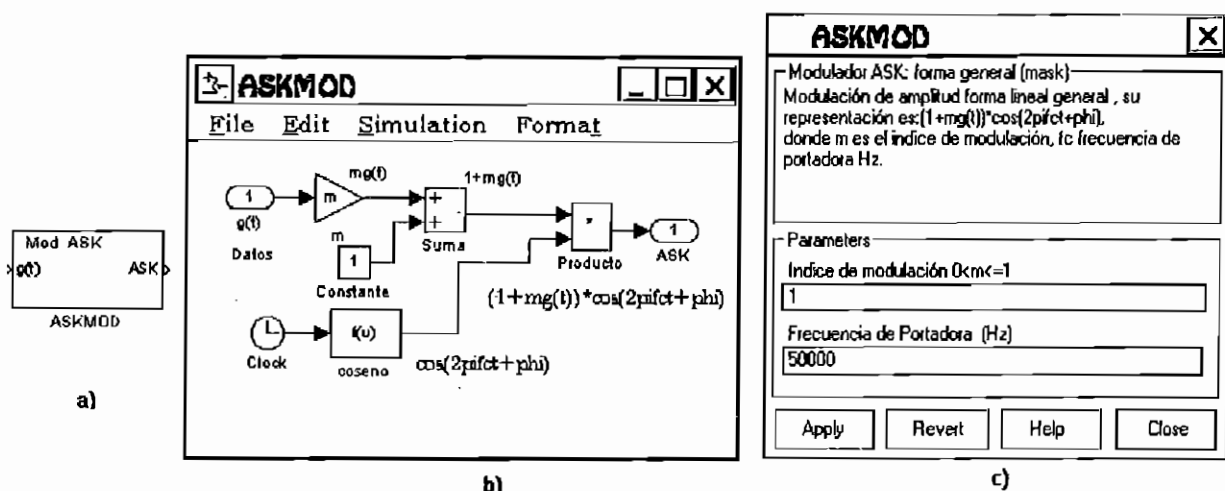 Mod ASK
g(t)
ASK
ASKMOD
a)
ASKMOD
File Edit Simulation Format
1
g(t)
Datos
m
mg(t)
m
1
Constante
+
+
Suma
1+mg(t)
*
Producto
1
ASK
(1+mg(t))*cos(2pifct+phi)
Clock
f(u)
coseno
cos(2pifct+phi)
b)
ASKMOD
Modulador ASK: forma general (mask)
Modulación de amplitud forma lineal general , su
representación es:(1+mg(t))*cos(2pifct+phi),
donde m es el indice de modulación, fc frecuencia de
portadora Hz.
Parameters
Indice de modulación 0<m<=1
1
Frecuencia de Portadora (Hz)
50000
Apply Revert Help Close
c)